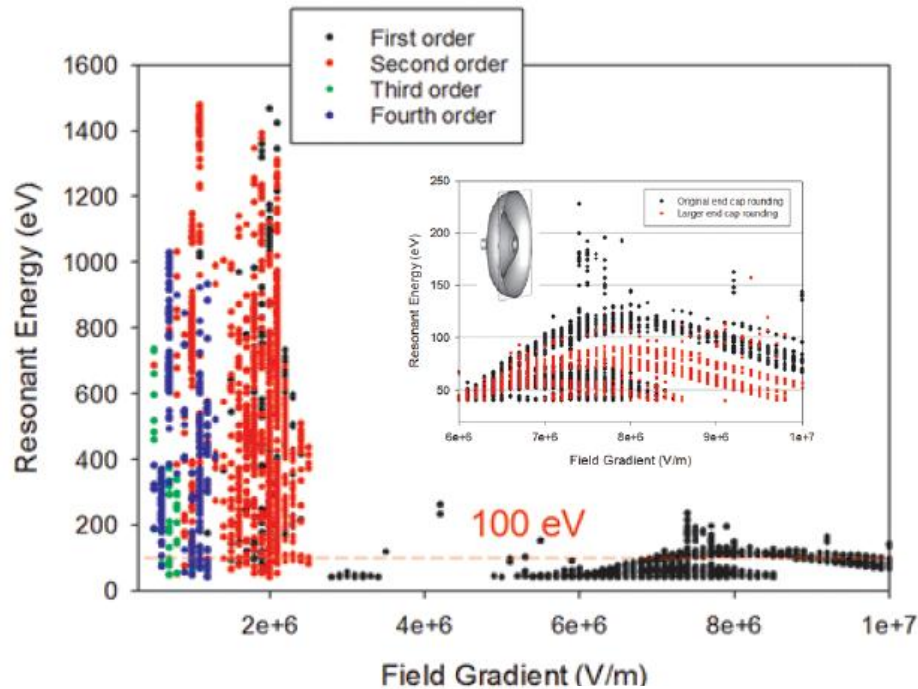 First order
Second order
Third order
Fourth order
1600
1400
1200
1000
800
600
400
200
0
Resonant Energy (eV)
2e+6
4e+6
6e+6
8e+6
1e+7
Field Gradient (V/m)
100 eV
250
200
150
100
50
Resonant Energy (eV)
Original end cap rounding
Larger end cap rounding
6e+6
7e+6
8e+6
9e+6
1e+7
Field Gradient (V/m)